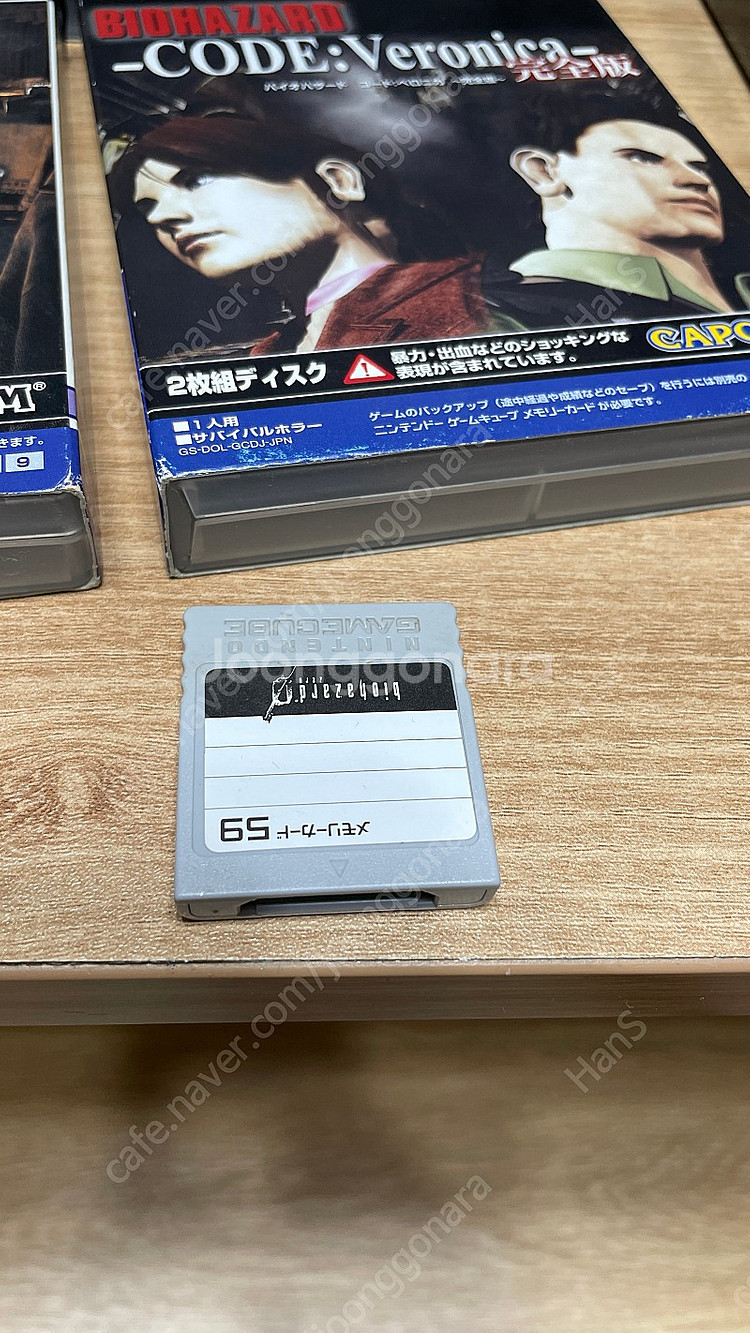 BIOHAZARD
-CODE:Veronica-
完全版
バイオハザード コード:ベロニカ 完全版
2枚組ディスク
暴力・出血などのショッキングな
表現が含まれています。
CAPC
■1人用
■サバイバルホラー
GS-DOL-GCDJ-JPN
ゲームのバックアップ(途中経過や成績などのセーブ)を行うには別売の
ニンテンドーゲームキューブ メモリーカードが必要です。
M®
きます。
9
NINTENDO
GAMECUBE
biohazard
メモリーカード 59
Joonggonara
cafe.naver.com/joonggonara
HanS